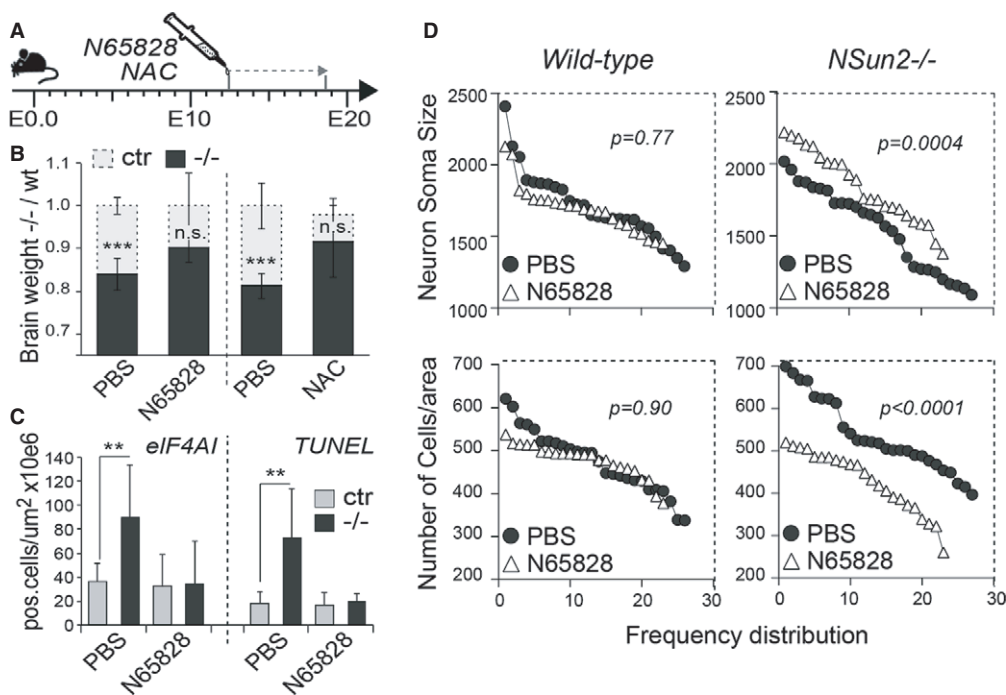 A
N65828
NAC
E0.0
E10
E20
B
ctr
-/-
Brain weight -/- / wt
1.1
1.0
0.9
0.8
0.7
***
n.s.
***
n.s.
PBS
N65828
PBS
NAC
C
eIF4AI
TUNEL
pos.cells/um2 x10e6
140
120
100
80
60
40
20
0
**
**
ctr
-/-
PBS
N65828
PBS
N65828
D
Wild-type
NSun2-/-
Neuron Soma Size
2500
2000
1500
1000
p=0.77
PBS
N65828
2500
2000
1500
1000
p=0.0004
PBS
N65828
Number of Cells/area
700
600
500
400
300
200
p=0.90
PBS
N65828
0
10
20
30
700
600
500
400
300
200
p<0.0001
PBS
N65828
0
10
20
30
Frequency distribution